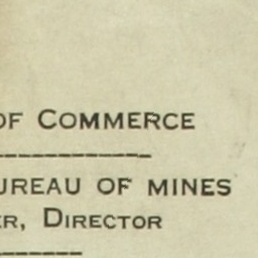 OF COMMERCE
UREAU OF MINES
ER, DIRECTOR